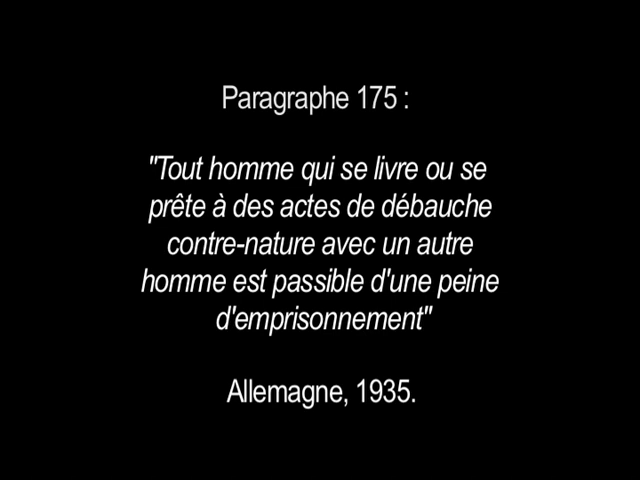 Paragraphe 175 :
"Tout homme qui se livre ou se
prête à des actes de débauche
contre-nature avec un autre
homme est passible d'une peine
d'emprisonnement"
Allemagne, 1935.